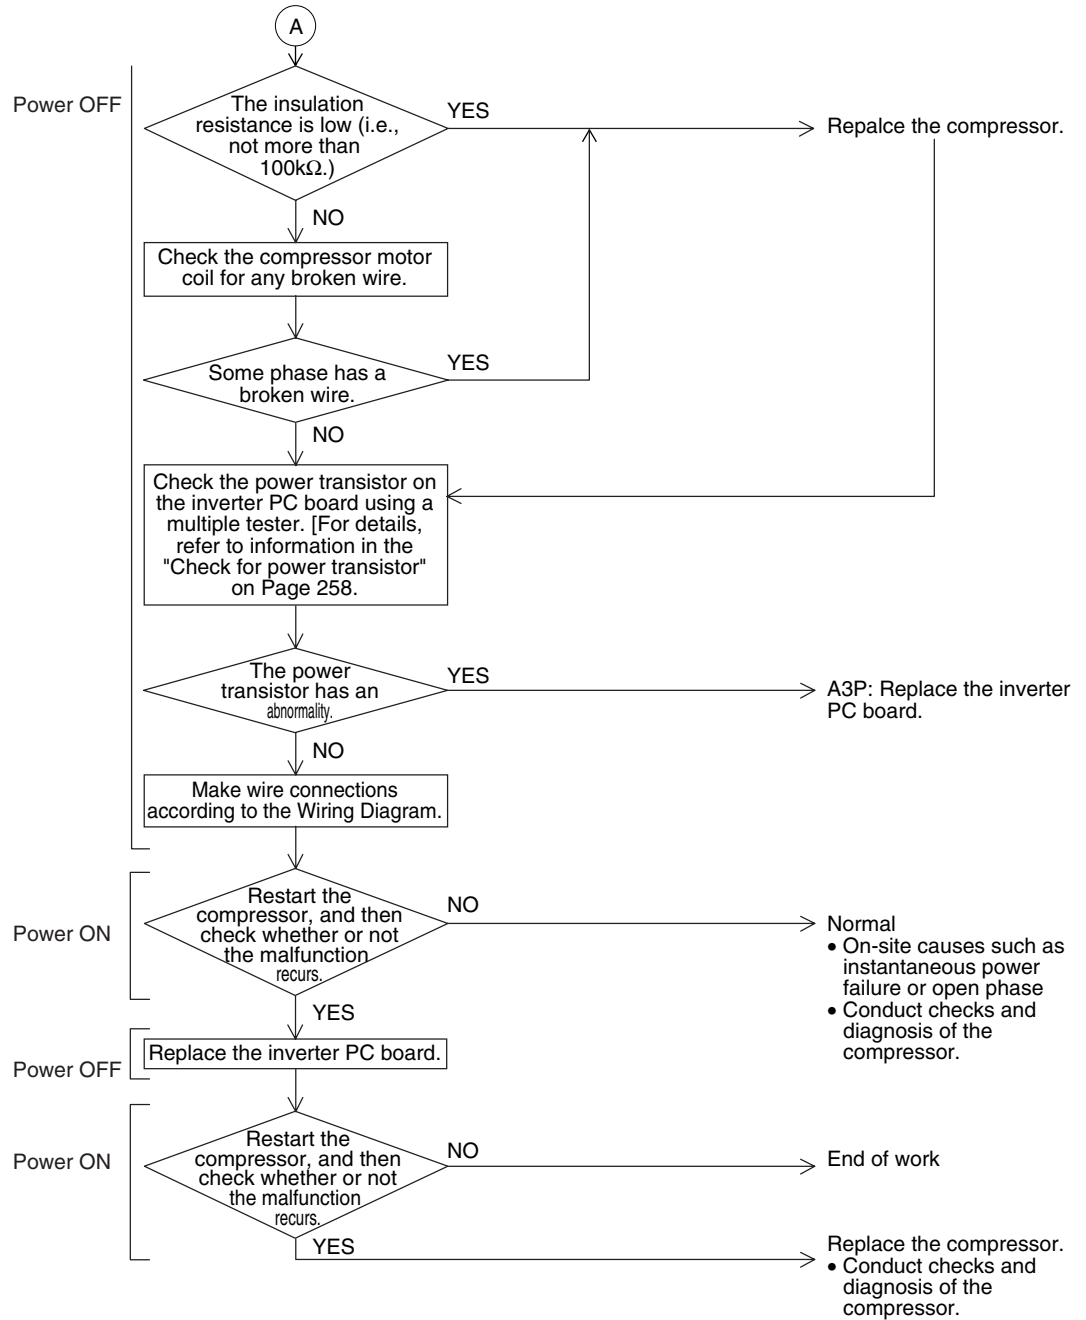 A
Power OFF
The insulation
resistance is low (i.e.,
not more than
100kΩ.)
YES
Repalce the compressor.
NO
Check the compressor motor
coil for any broken wire.
Some phase has a
broken wire.
YES
NO
Check the power transistor on
the inverter PC board using a
multiple tester. [For details,
refer to information in the
"Check for power transistor"
on Page 258.
The power
transistor has an
abnormality.
YES
A3P: Replace the inverter
PC board.
NO
Make wire connections
according to the Wiring Diagram.
Power ON
Restart the
compressor, and then
check whether or not
the malfunction
recurs.
NO
Normal
• On-site causes such as
instantaneous power
failure or open phase
• Conduct checks and
diagnosis of the
compressor.
YES
Power OFF
Replace the inverter PC board.
Power ON
Restart the
compressor, and then
check whether or not
the malfunction
recurs.
NO
End of work
YES
Replace the compressor.
• Conduct checks and
diagnosis of the
compressor.